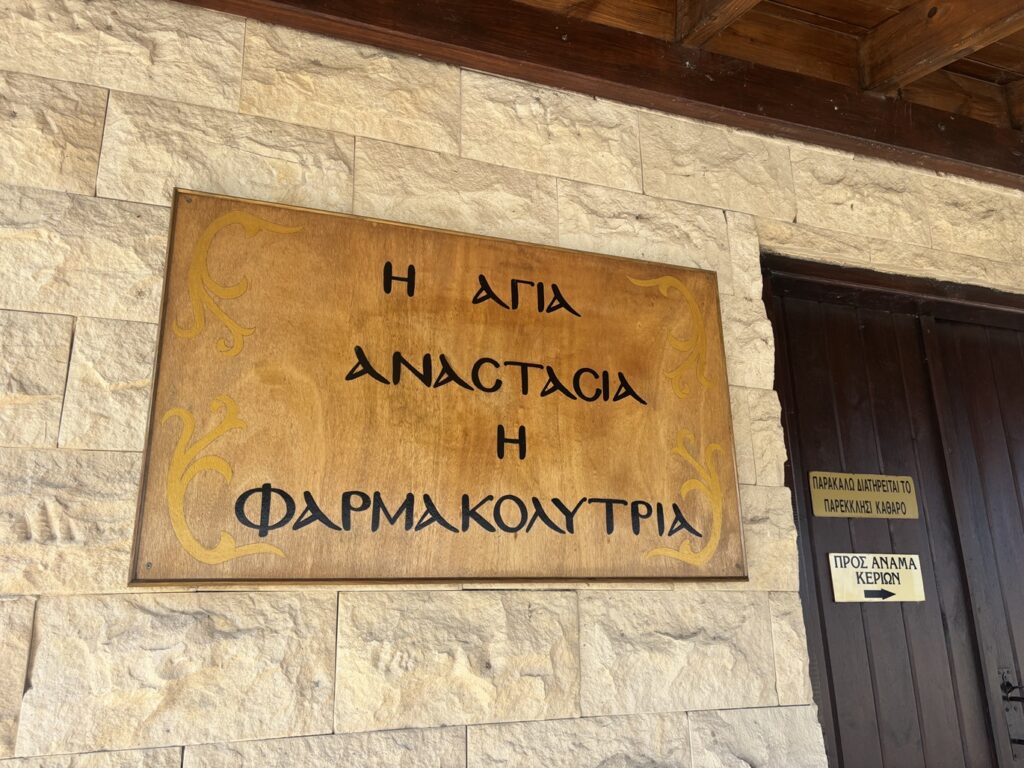 Η ΑΓΙΑ
ΑΝΑϹΤΑϹΙΑ
Η
ΦΑΡΜΑΚΟΛΥΤΡΙΑ
ΠΑΡΑΚΑΛΩ ΔΙΑΤΗΡΕΙΤΑΙ ΤΟ
ΠΑΡΕΚΚΛΗΣΙ ΚΑΘΑΡΟ
ΠΡΟΣ ΑΝΑΜΑ
ΚΕΡΙΩΝ